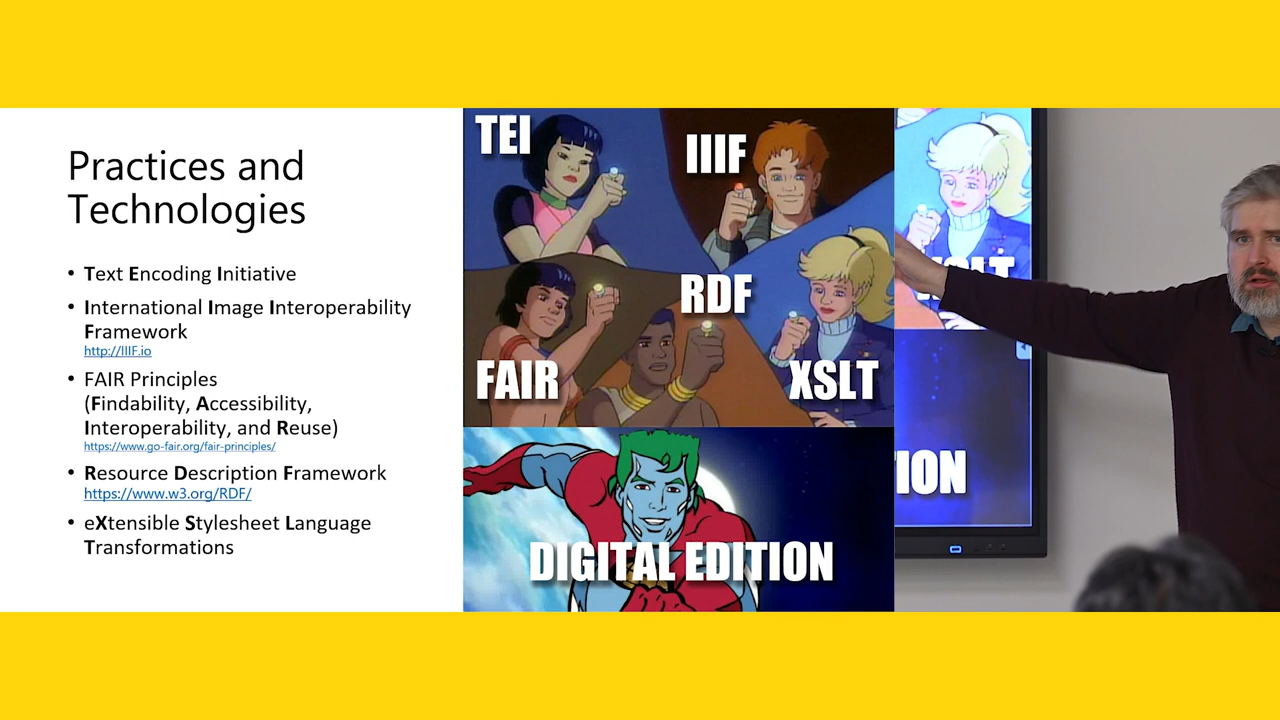 Practices and
Technologies
• Text Encoding Initiative
• International Image Interoperability
Framework
http://IIIF.io
• FAIR Principles
(Findability, Accessibility,
Interoperability, and Reuse)
https://www.go-fair.org/fair-principles/
• Resource Description Framework
https://www.w3.org/RDF/
• eXtensible Stylesheet Language
Transformations
TEI
IIIF
RDF
FAIR
XSLT
DIGITAL EDITION
XSLT
ION